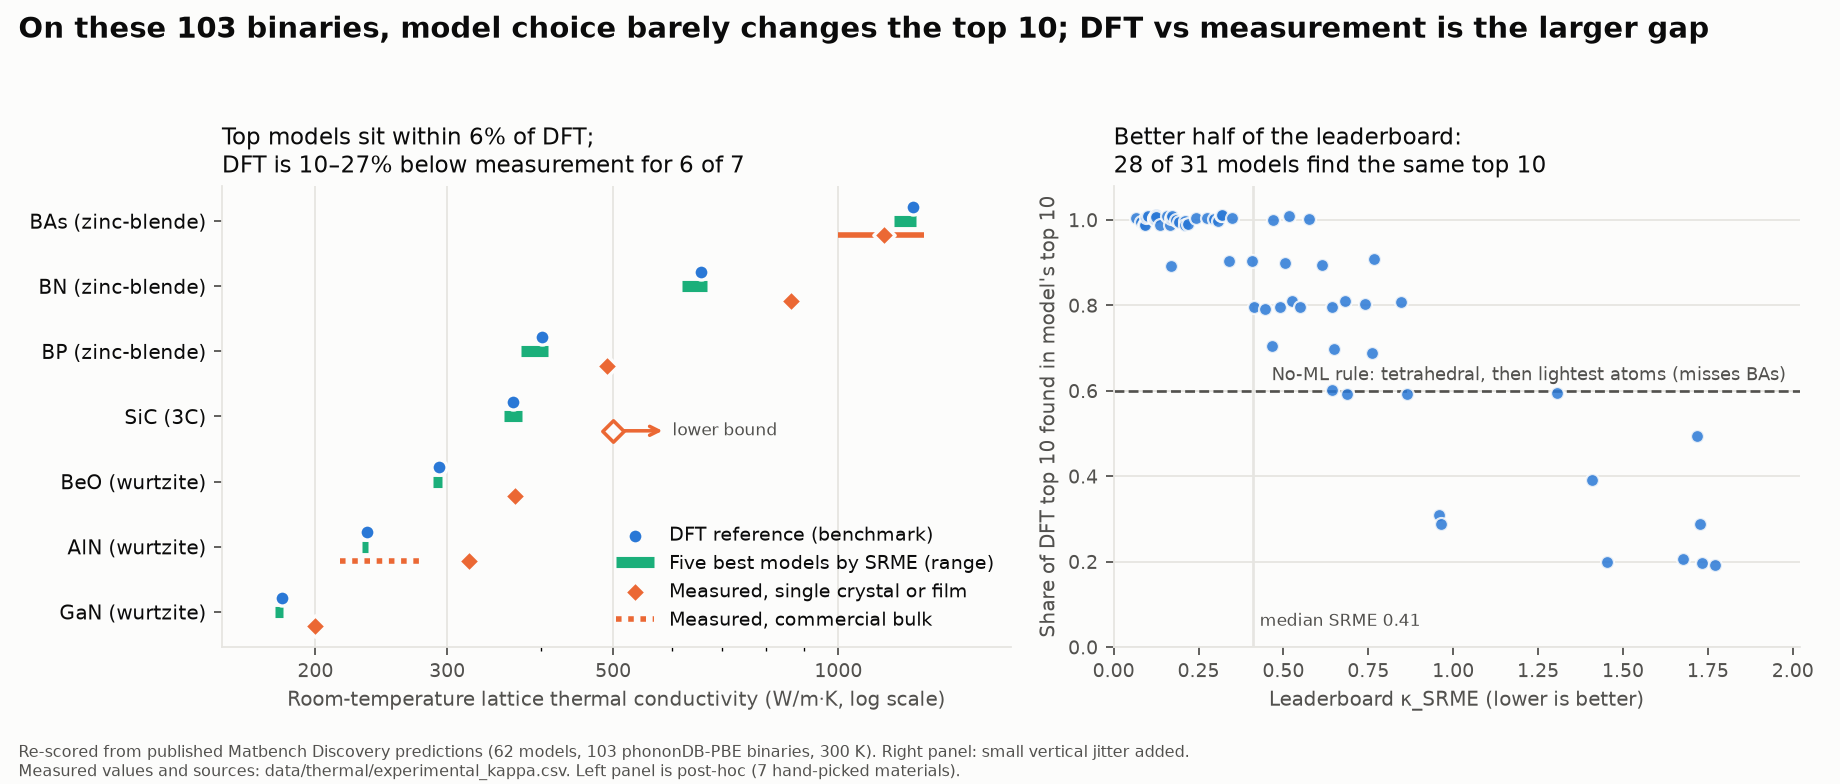 On these 103 binaries, model choice barely changes the top 10; DFT vs measurement is the larger gap
Top models sit within 6% of DFT;
DFT is 10–27% below measurement for 6 of 7
BAs (zinc-blende)
BN (zinc-blende)
BP (zinc-blende)
SiC (3C)
BeO (wurtzite)
AlN (wurtzite)
GaN (wurtzite)
lower bound
DFT reference (benchmark)
Five best models by SRME (range)
Measured, single crystal or film
Measured, commercial bulk
200
300
500
1000
Room-temperature lattice thermal conductivity (W/m·K, log scale)
Better half of the leaderboard:
28 of 31 models find the same top 10
Share of DFT top 10 found in model's top 10
1.0
0.8
0.6
0.4
0.2
0.0
No-ML rule: tetrahedral, then lightest atoms (misses BAs)
median SRME 0.41
0.00
0.25
0.50
0.75
1.00
1.25
1.50
1.75
2.00
Leaderboard κ_SRME (lower is better)
Re-scored from published Matbench Discovery predictions (62 models, 103 phononDB-PBE binaries, 300 K). Right panel: small vertical jitter added.
Measured values and sources: data/thermal/experimental_kappa.csv. Left panel is post-hoc (7 hand-picked materials).